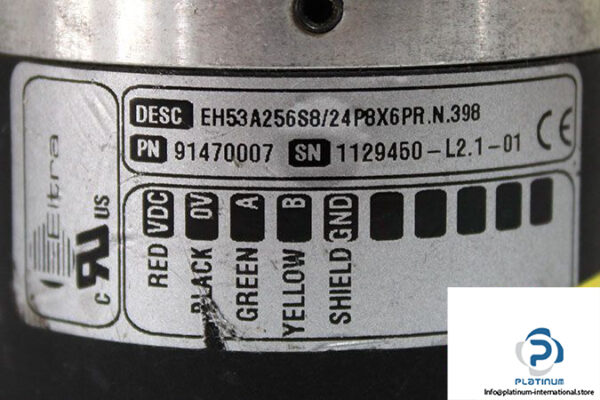 DESC EH53A256S8/24P8X6PR.N.398
PN 91470007 SN 1129450-L2.1-01 CE
Eltra
C RU US
RED VDC
BLACK 0V
GREEN A
YELLOW B
SHIELD GND
PLATINUM
Info@platinum-international.store